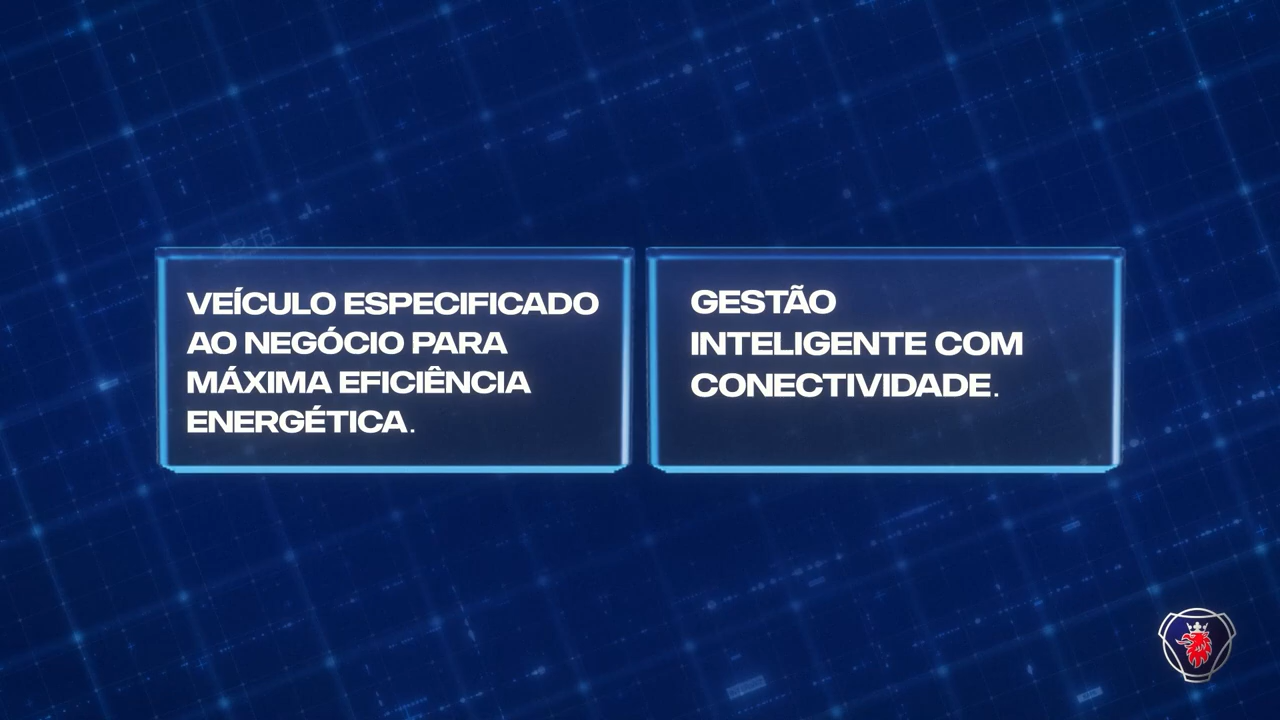 VEÍCULO ESPECIFICADO
AO NEGÓCIO PARA
MÁXIMA EFICIÊNCIA
ENERGÉTICA.
GESTÃO
INTELIGENTE COM
CONECTIVIDADE.